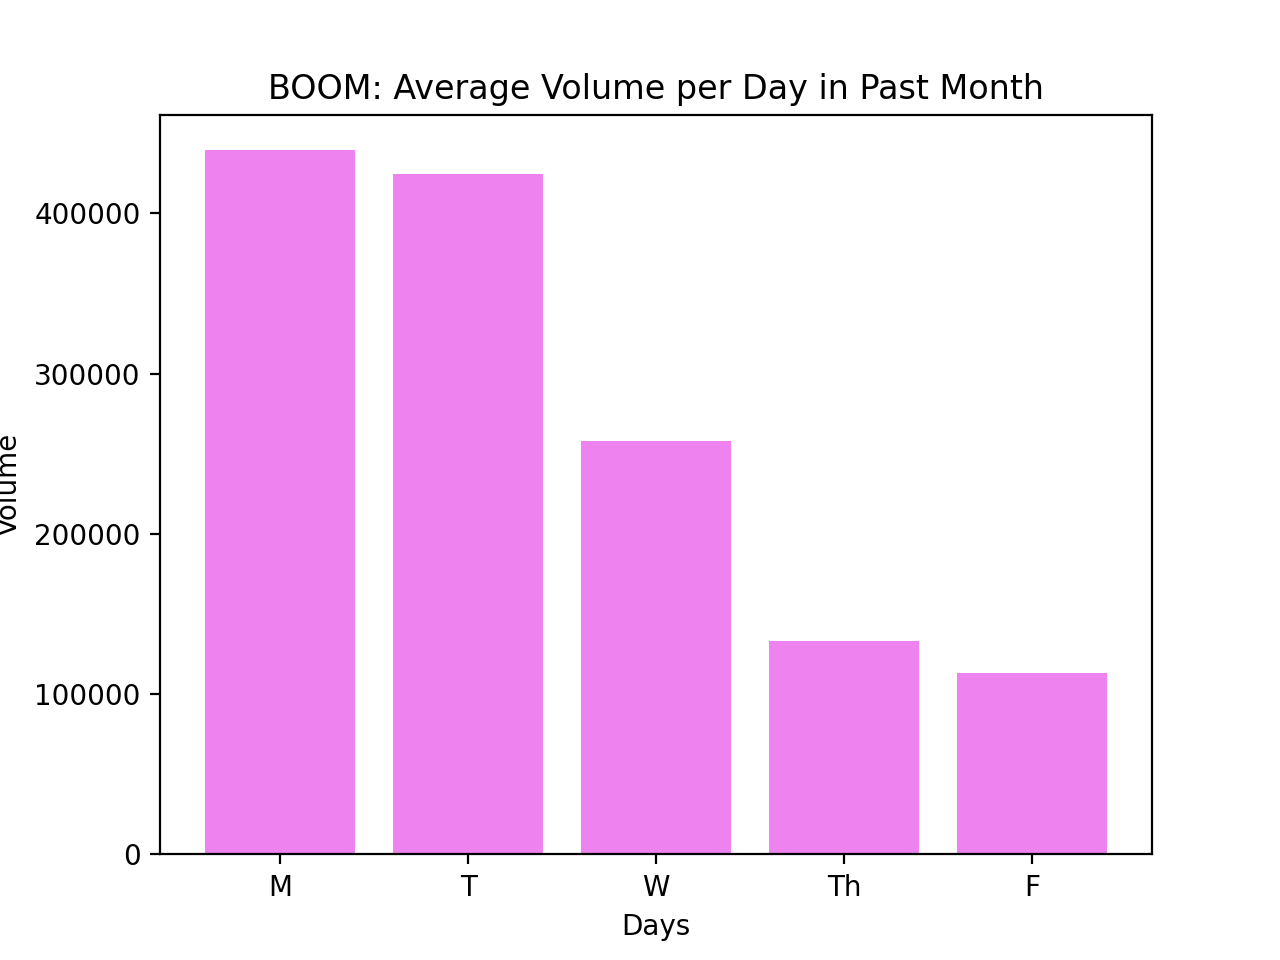 BOOM: Average Volume per Day in Past Month
400000
300000
200000
100000
0
Volume
M T W Th F
Days